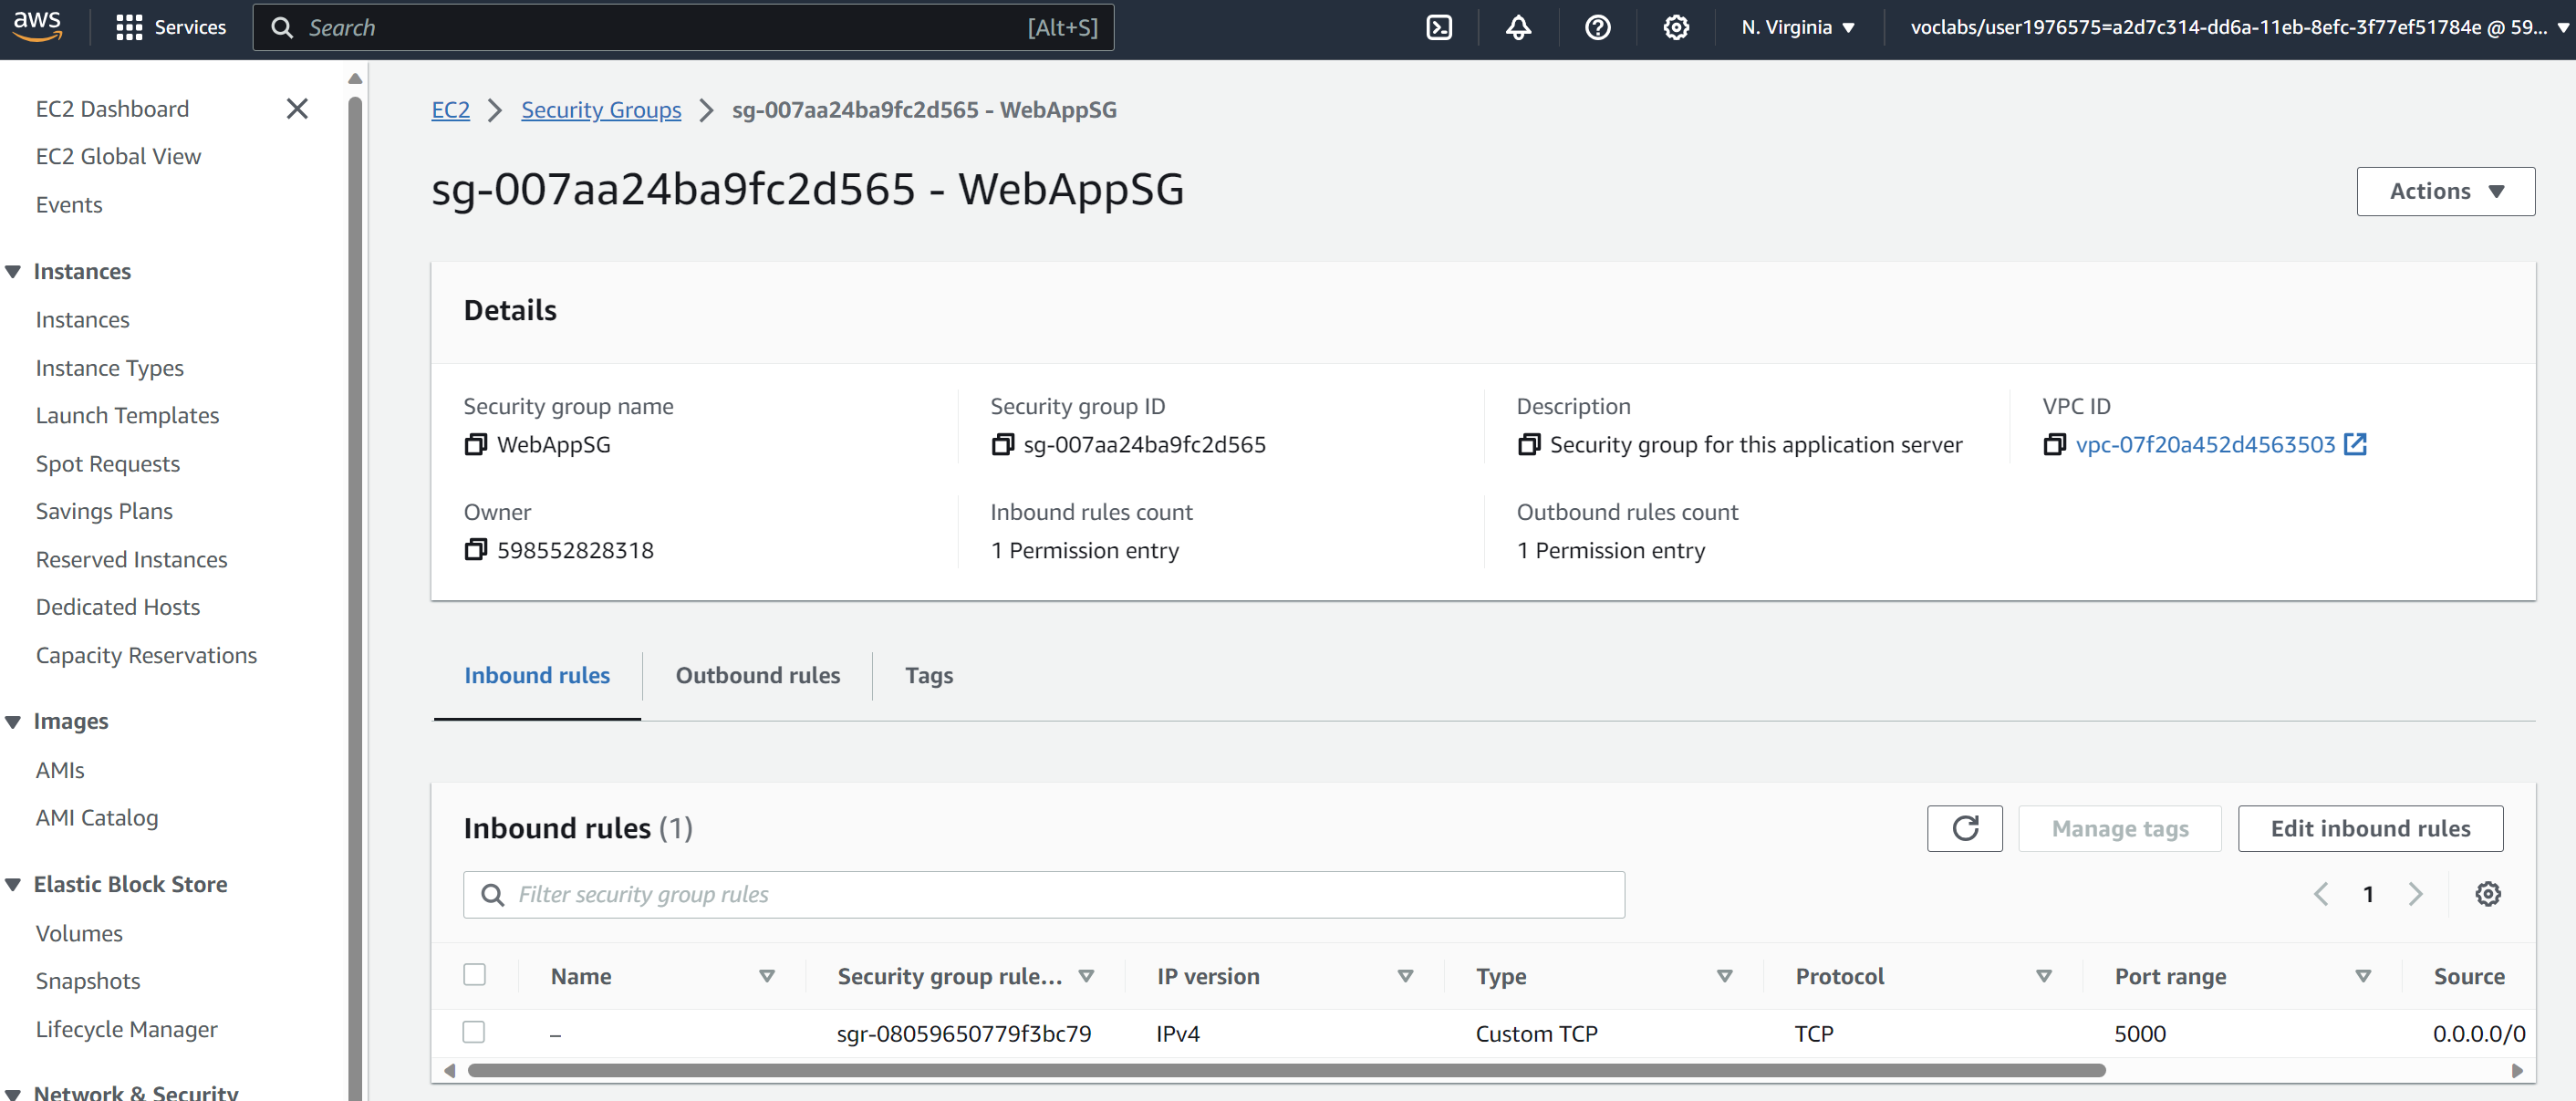 aws
Services
Search
[Alt+S]
N. Virginia
voclabs/user1976575=a2d7c314-dd6a-11eb-8efc-3f77ef51784e @ 59...
EC2 Dashboard
EC2 Global View
Events
Instances
Instances
Instance Types
Launch Templates
Spot Requests
Savings Plans
Reserved Instances
Dedicated Hosts
Capacity Reservations
Images
AMIs
AMI Catalog
Elastic Block Store
Volumes
Snapshots
Lifecycle Manager
Network & Security
EC2 Security Groups sg-007aa24ba9fc2d565 - WebAppSG
sg-007aa24ba9fc2d565 - WebAppSG
Actions
Details
Security group name
WebAppSG
Security group ID
sg-007aa24ba9fc2d565
Description
Security group for this application server
VPC ID
vpc-07f20a452d4563503
Owner
598552828318
Inbound rules count
1 Permission entry
Outbound rules count
1 Permission entry
Inbound rules Outbound rules Tags
Inbound rules (1)
Manage tags
Edit inbound rules
Filter security group rules
1
Name Security group rule... IP version Type Protocol Port range Source
– sgr-08059650779f3bc79 IPv4 Custom TCP TCP 5000 0.0.0.0/0